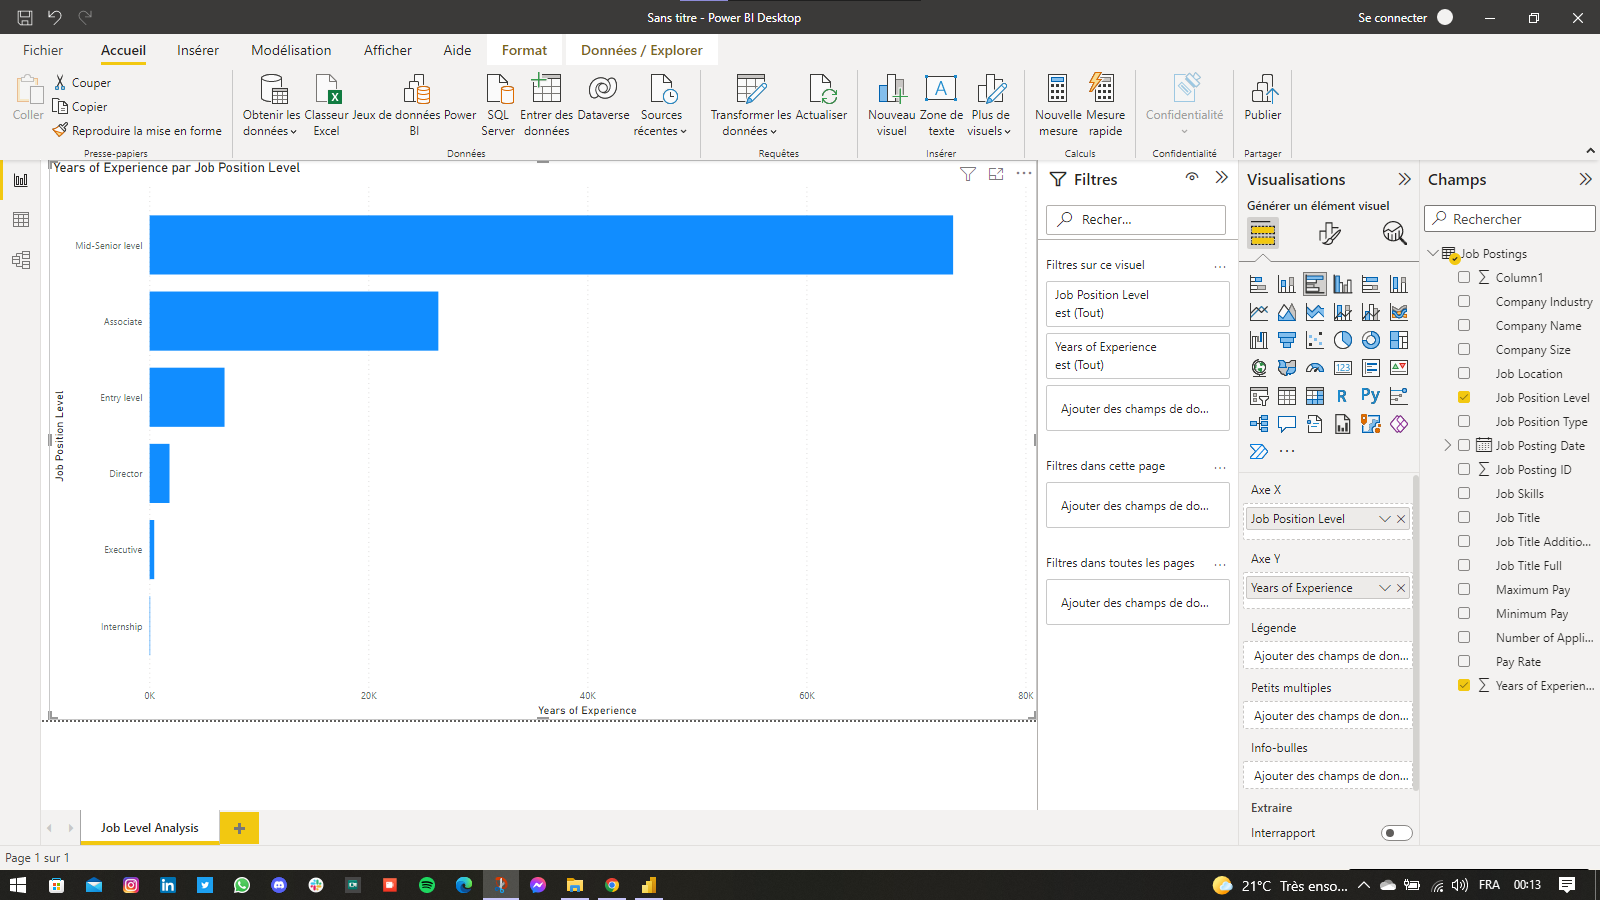 Sans titre - Power BI Desktop
Se connecter
Fichier
Accueil
Insérer
Modélisation
Afficher
Aide
Format
Données / Explorer
Coller
Couper
Copier
Reproduire la mise en forme
Presse-papiers
Obtenir les
données
Classeur
Excel
Jeux de données Power
BI
SQL
Server
Entrer des
données
Dataverse
Sources
récentes
Données
Transformer les
données
Actualiser
Requêtes
Nouveau
visuel
Zone de
texte
Plus de
visuels
Insérer
Nouvelle
mesure
Mesure
rapide
Calculs
Confidentialité
Confidentialité
Publier
Partager
Years of Experience par Job Position Level
Job Position Level
Mid-Senior level
Associate
Entry level
Director
Executive
Internship
0K
20K
40K
60K
80K
Years of Experience
Filtres
Recher...
Filtres sur ce visuel
...
Job Position Level
est (Tout)
Years of Experience
est (Tout)
Ajouter des champs de do...
Filtres dans cette page
...
Ajouter des champs de do...
Filtres dans toutes les pages
...
Ajouter des champs de do...
Visualisations
Générer un élément visuel
123
R
Py
...
Axe X
Job Position Level
Axe Y
Years of Experience
Légende
Ajouter des champs de don...
Petits multiples
Ajouter des champs de don...
Info-bulles
Ajouter des champs de don...
Extraire
Interrapport
Champs
Rechercher
Job Postings
Column1
Company Industry
Company Name
Company Size
Job Location
Job Position Level
Job Position Type
Job Posting Date
Job Posting ID
Job Skills
Job Title
Job Title Additio...
Job Title Full
Maximum Pay
Minimum Pay
Number of Appli...
Pay Rate
Years of Experien...
Job Level Analysis
Page 1 sur 1
21°C Très enso...
FRA
00:13